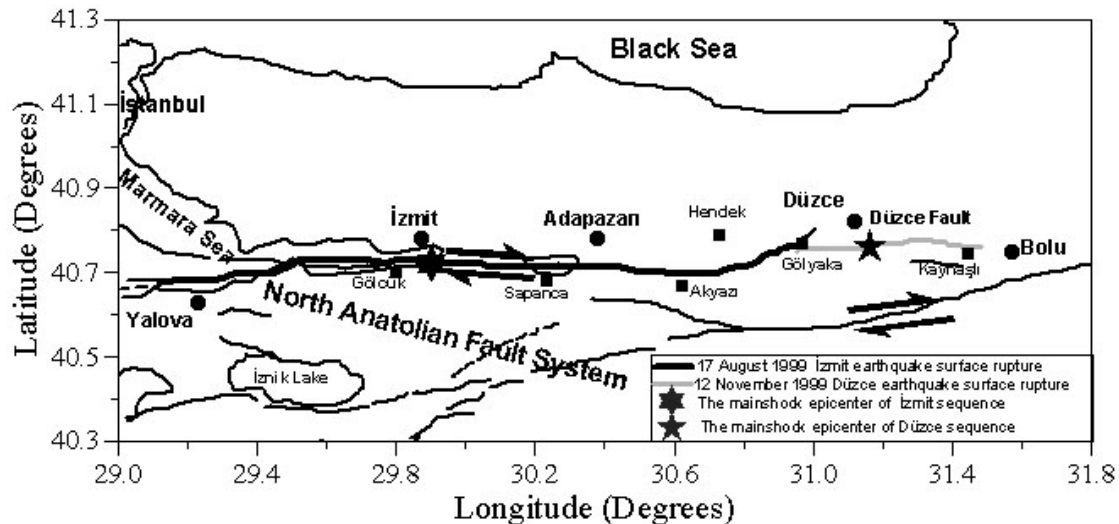 41.3
Black Sea
41.1
İstanbul
Marmara Sea
40.9
Latitude (Degrees)
İzmit
Adapazan
Hendek
Düzce
Düzce Fault
Bolu
40.7
Gölcük
Sapanca
Akyazı
Gölyaka
Kaynaşlı
Yalova
North Anatolian Fault System
40.5
İznik Lake
17 August 1999 İzmit earthquake surface rupture
12 November 1999 Düzce earthquake surface rupture
The mainshock epicenter of İzmit sequence
The mainshock epicenter of Düzce sequence
40.3
29.0 29.4 29.8 30.2 30.6 31.0 31.4 31.8
Longitude (Degrees)